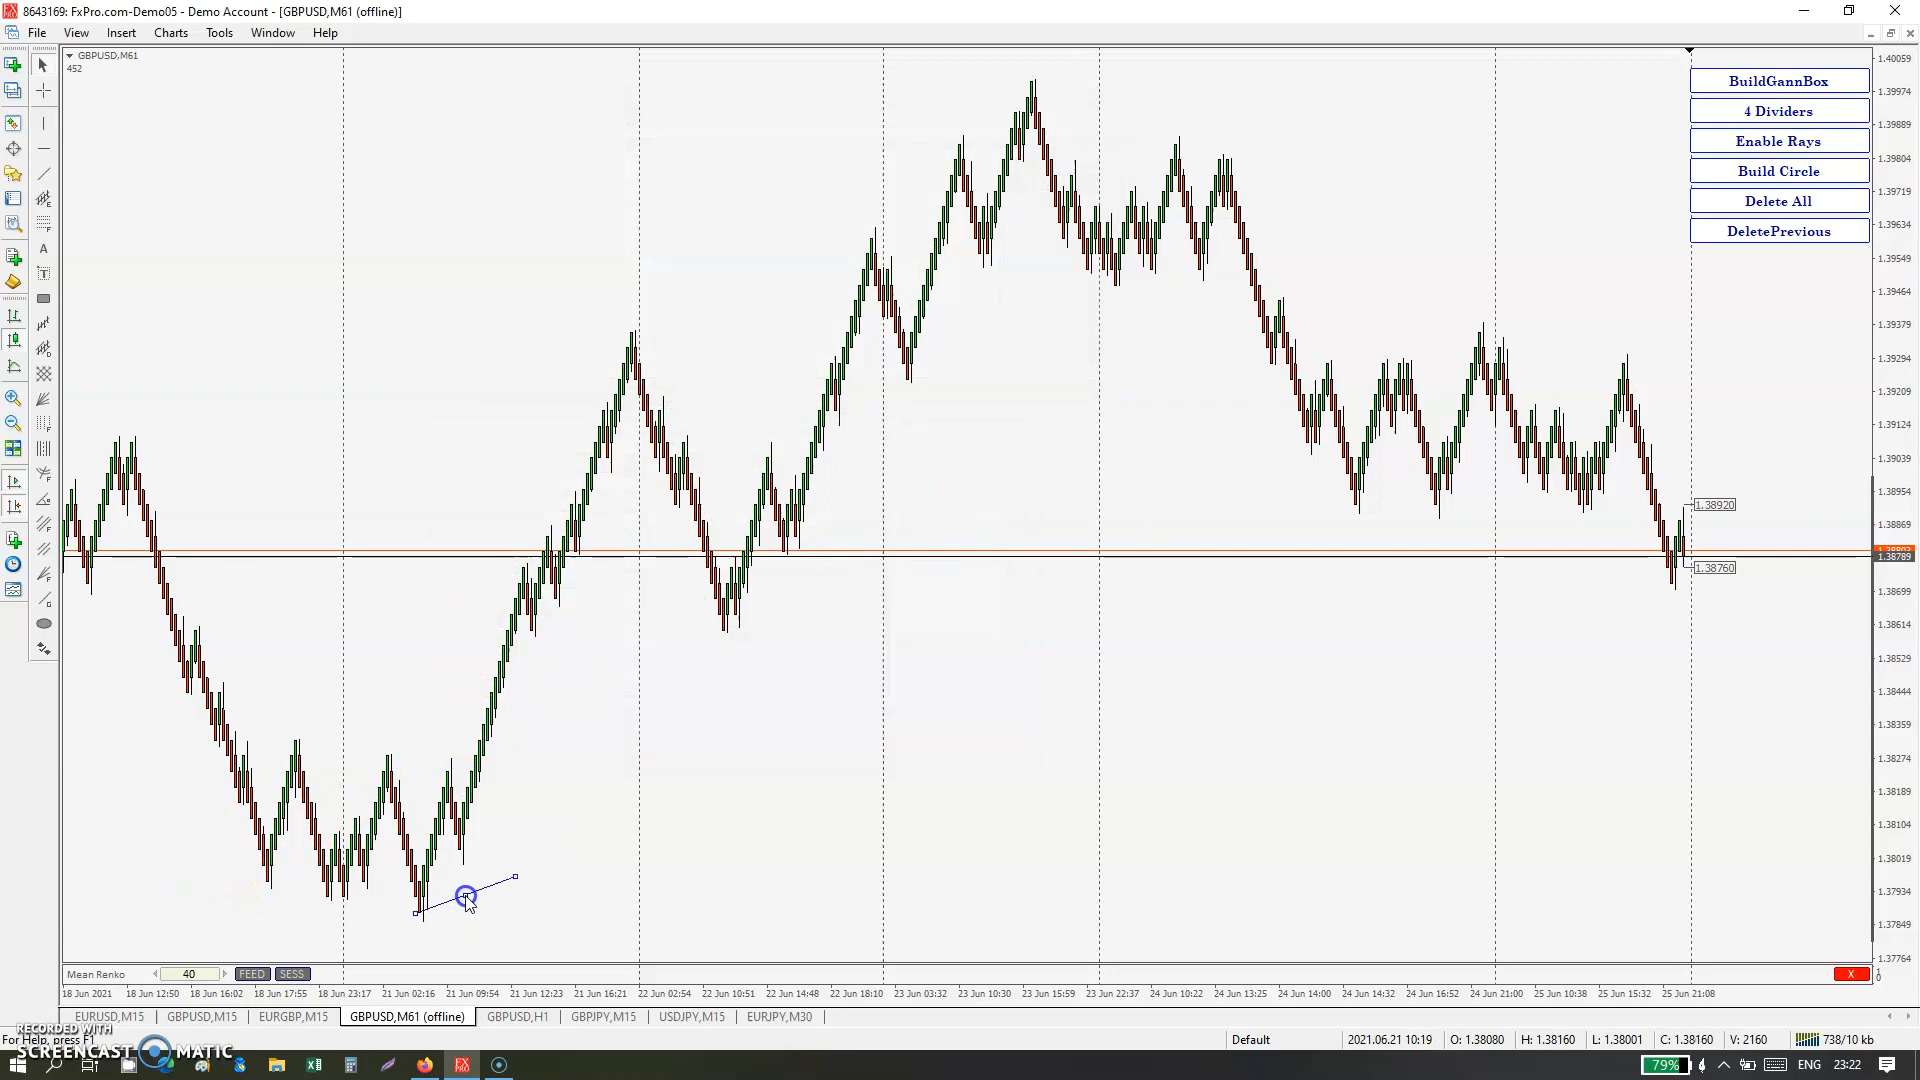 8643169: FxPro.com-Demo05 - Demo Account - [GBPUSD,M61 (offline)]
File View Insert Charts Tools Window Help
GBPUSD,M61
452
BuildGannBox
4 Dividers
Enable Rays
Build Circle
Delete All
DeletePrevious
1.40059
1.39974
1.39889
1.39804
1.39719
1.39634
1.39549
1.39464
1.39379
1.39294
1.39209
1.39124
1.39039
1.38954
1.38920
1.38869
1.38789
1.38760
1.38699
1.38614
1.38529
1.38444
1.38359
1.38274
1.38189
1.38104
1.38019
1.37934
1.37849
1.37764
Mean Renko 40 FEED SESS X
1
0
18 Jun 2021 18 Jun 12:50 18 Jun 16:02 18 Jun 17:55 18 Jun 23:17 21 Jun 02:16 21 Jun 09:54 21 Jun 12:23 21 Jun 16:21 22 Jun 02:54 22 Jun 10:51 22 Jun 14:48 22 Jun 18:10 23 Jun 03:32 23 Jun 10:30 23 Jun 15:59 23 Jun 22:37 24 Jun 10:22 24 Jun 13:25 24 Jun 14:00 24 Jun 14:32 24 Jun 16:52 24 Jun 21:00 25 Jun 10:38 25 Jun 15:32 25 Jun 21:08
EURUSD,M15 GBPUSD,M15 EURGBP,M15 GBPUSD,M61 (offline) GBPUSD,H1 GBPJPY,M15 USDJPY,M15 EURJPY,M30
RECORDED WITH
For Help, press F1 Default 2021.06.21 10:19 O: 1.38080 H: 1.38160 L: 1.38001 C: 1.38160 V: 2160 738/10 kb
SCREENCAST MATIC
79% ENG 23:22